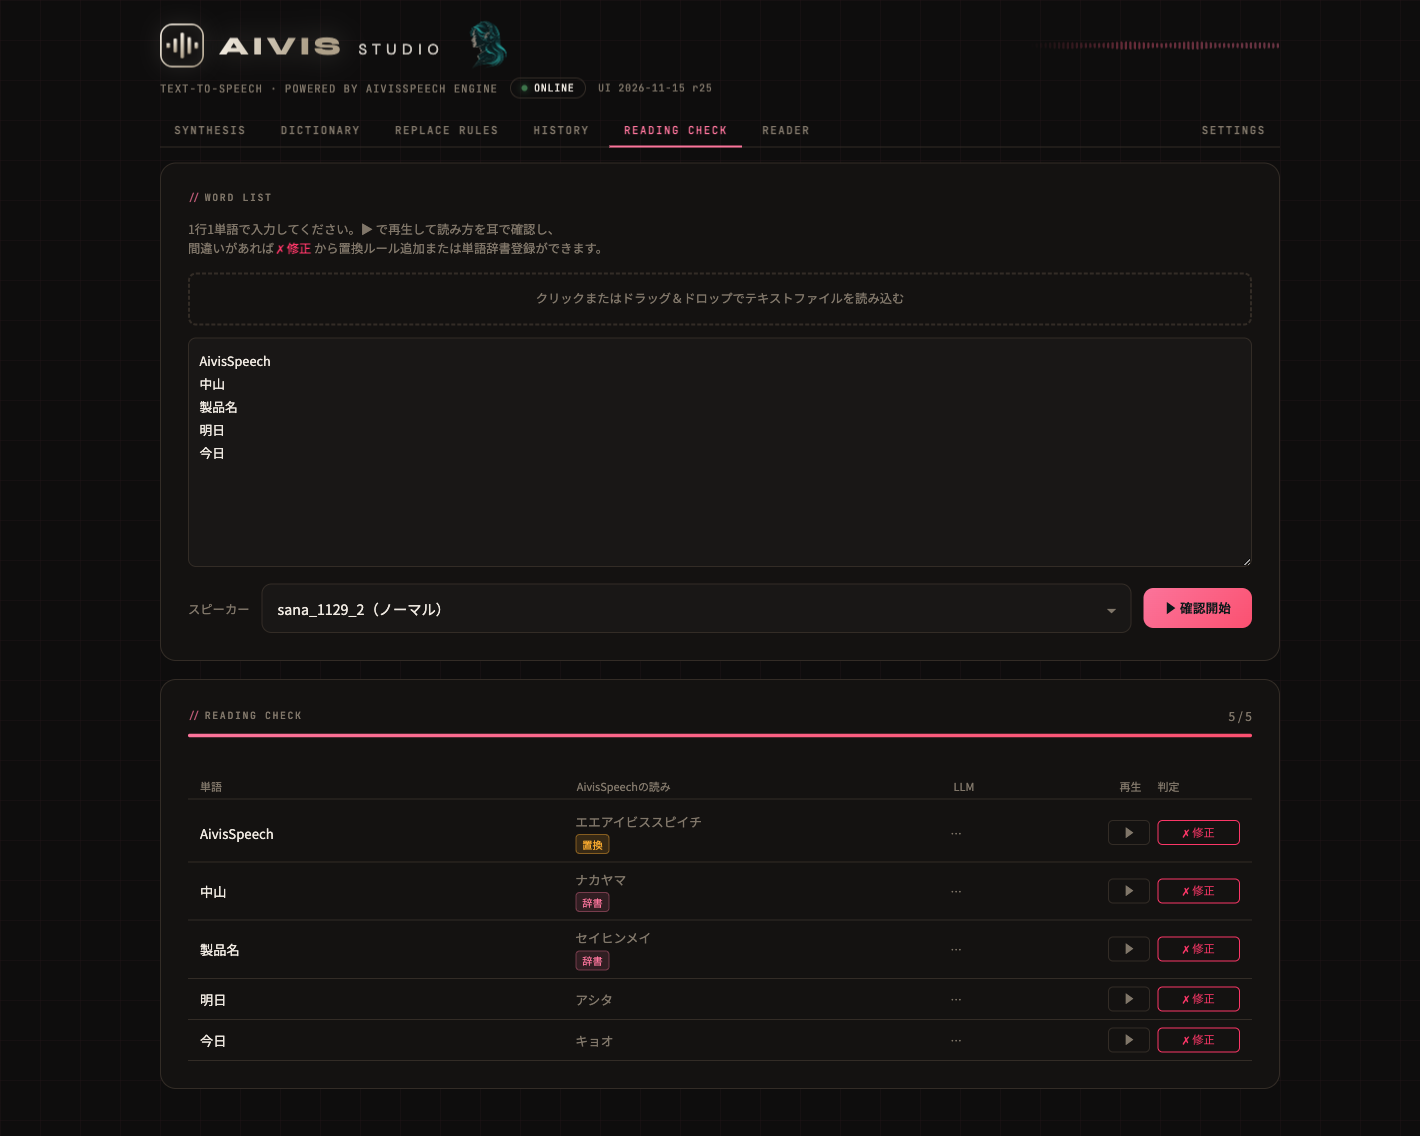 AIVIS STUDIO
TEXT-TO-SPEECH · POWERED BY AIVISSPEECH ENGINE ONLINE UI 2026-11-15 r25
SYNTHESIS DICTIONARY REPLACE RULES HISTORY READING CHECK READER SETTINGS
// WORD LIST
1行1単語で入力してください。▶ で再生して読み方を耳で確認し、
間違いがあれば ✗ 修正 から置換ルール追加または単語辞書登録ができます。
クリックまたはドラッグ＆ドロップでテキストファイルを読み込む
AivisSpeech
中山
製品名
明日
今日
スピーカー sana_1129_2（ノーマル） ▶ 確認開始
// READING CHECK 5 / 5
単語 AivisSpeechの読み LLM 再生 判定
AivisSpeech エエアイビススピイチ 置換 … ▶ ✗ 修正
中山 ナカヤマ 辞書 … ▶ ✗ 修正
製品名 セイヒンメイ 辞書 … ▶ ✗ 修正
明日 アシタ … ▶ ✗ 修正
今日 キョオ … ▶ ✗ 修正